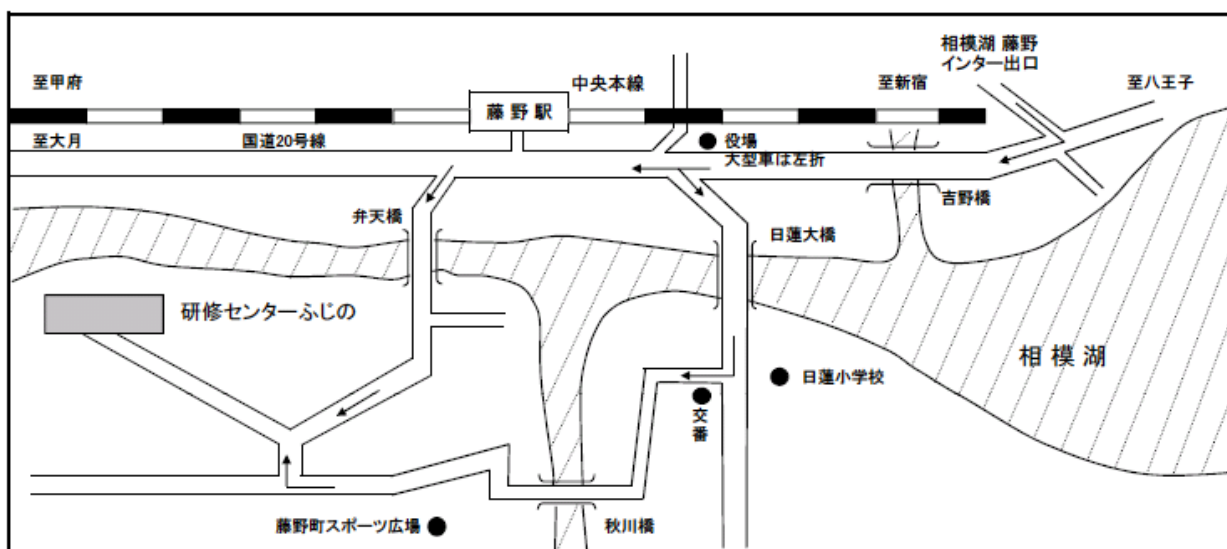 相模湖 藤野
インター出口
至甲府
中央本線
至新宿
至八王子
藤野駅
至大月
国道20号線
役場
大型車は左折
吉野橋
弁天橋
日蓮大橋
研修センターふじの
相模湖
日蓮小学校
交番
藤野町スポーツ広場
秋川橋